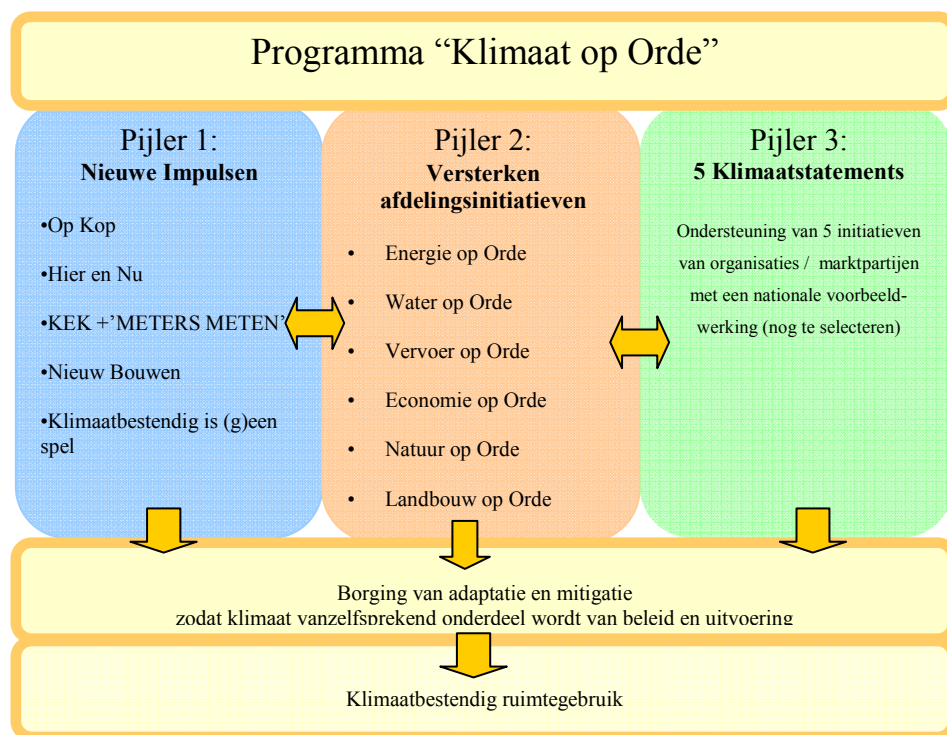 Programma “Klimaat op Orde”
Pijler 1:
Nieuwe Impulsen
•Op Kop
•Hier en Nu
•KEK +’METERS METEN’
•Nieuw Bouwen
•Klimaatbestendig is (g)een
spel
Pijler 2:
Versterken
afdelingsinitiatieven
• Energie op Orde
• Water op Orde
• Vervoer op Orde
• Economie op Orde
• Natuur op Orde
• Landbouw op Orde
Pijler 3:
5 Klimaatstatements
Ondersteuning van 5 initiatieven
van organisaties / marktpartijen
met een nationale voorbeeld-
werking (nog te selecteren)
Borging van adaptatie en mitigatie
zodat klimaat vanzelfsprekend onderdeel wordt van beleid en uitvoering
Klimaatbestendig ruimtegebruik